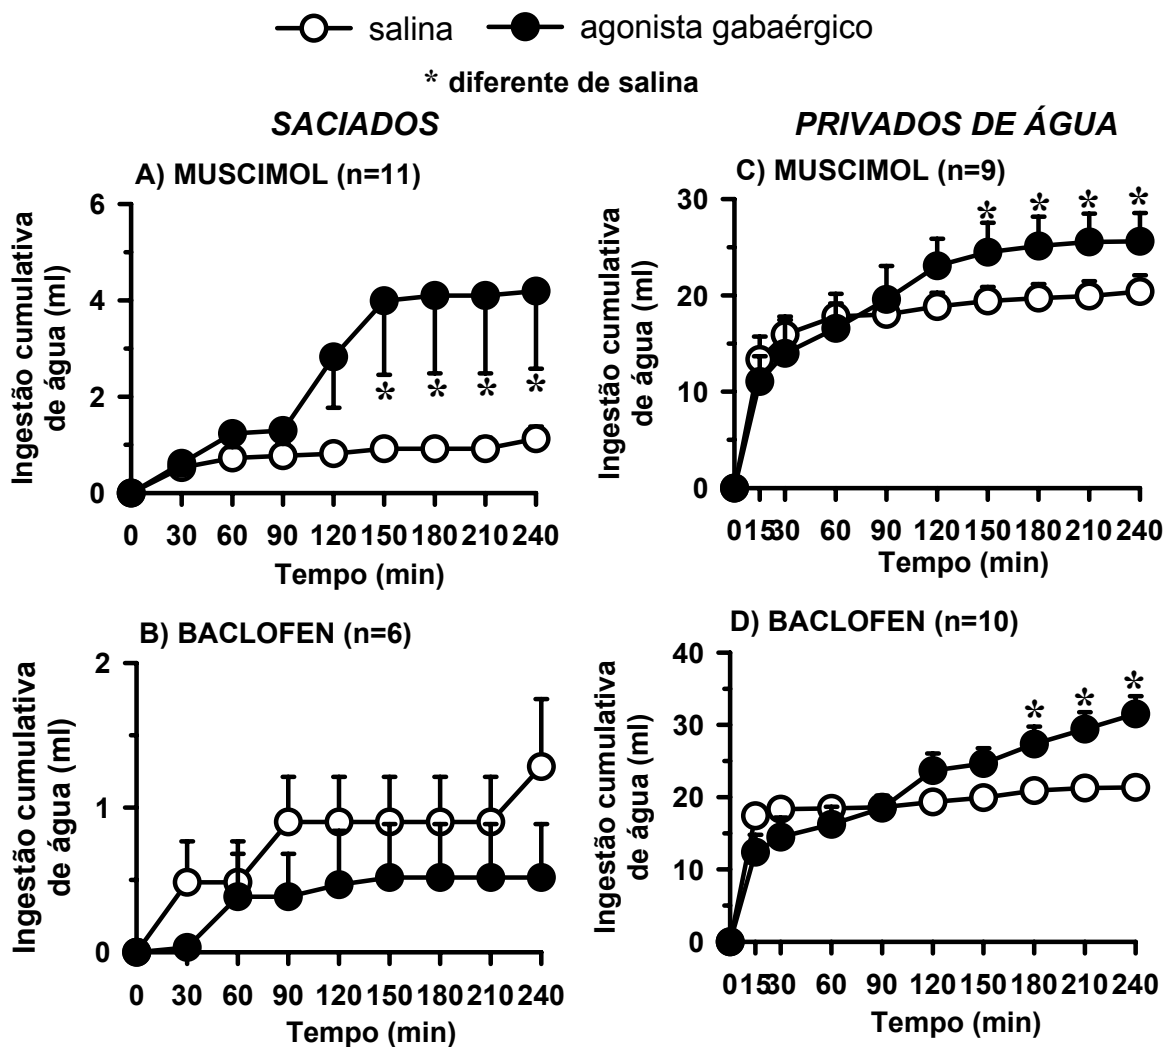 salina agonista gabaérgico
* diferente de salina
SACIADOS
PRIVADOS DE ÁGUA
A) MUSCIMOL (n=11)
Ingestão cumulativa
de água (ml)
6
4
2
0
* * * *
0 30 60 90 120 150 180 210 240
Tempo (min)
C) MUSCIMOL (n=9)
Ingestão cumulativa
de água (ml)
30
20
10
0
* * * *
0 15 30 60 90 120 150 180 210 240
Tempo (min)
B) BACLOFEN (n=6)
Ingestão cumulativa
de água (ml)
2
1
0
0 30 60 90 120 150 180 210 240
Tempo (min)
D) BACLOFEN (n=10)
Ingestão cumulativa
de água (ml)
40
30
20
10
0
* * *
0 15 30 60 90 120 150 180 210 240
Tempo (min)